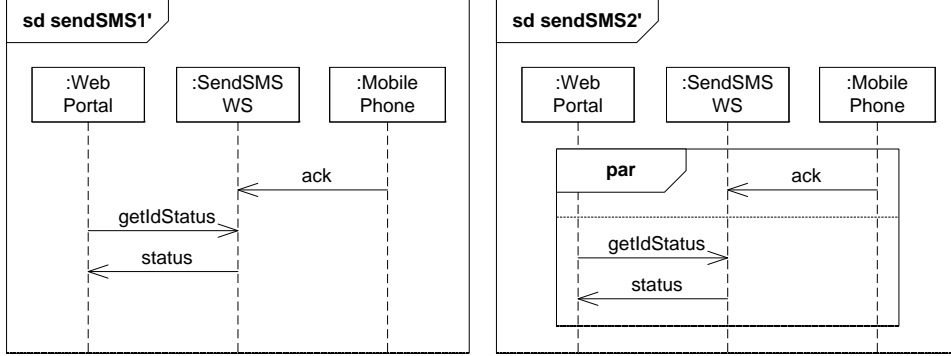 sd sendSMS1'
:Web
Portal
:SendSMS
WS
:Mobile
Phone
ack
getIdStatus
status
sd sendSMS2'
:Web
Portal
:SendSMS
WS
:Mobile
Phone
par
ack
getIdStatus
status